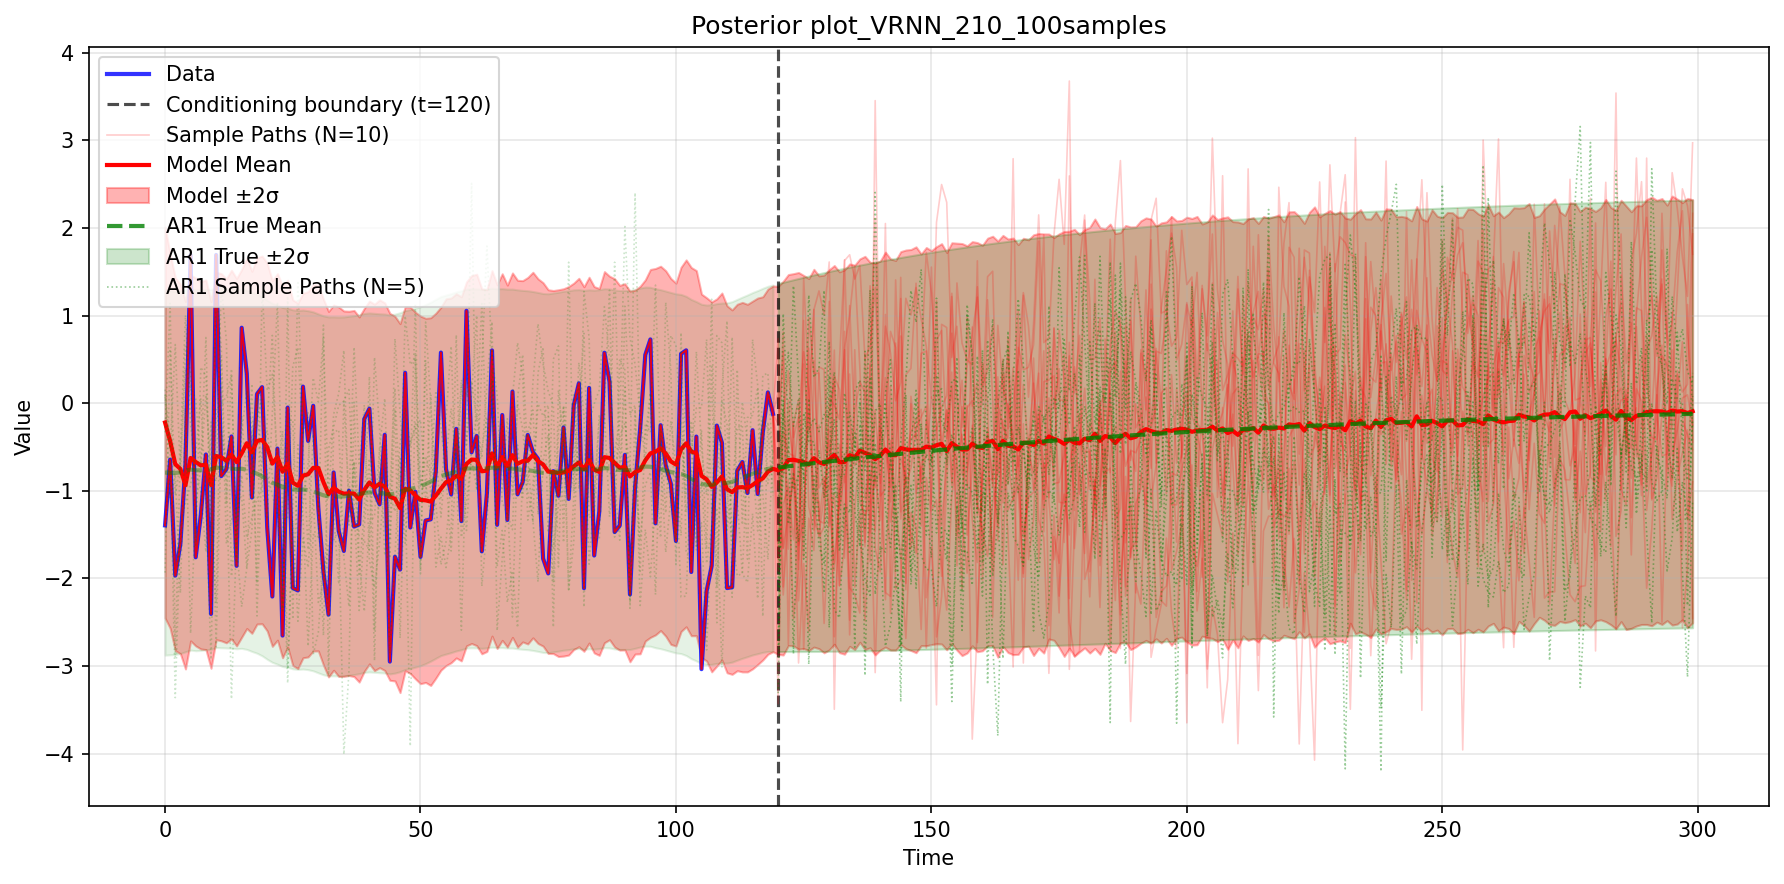 Posterior plot_VRNN_210_100samples
Data
Conditioning boundary (t=120)
Sample Paths (N=10)
Model Mean
Model ±2σ
AR1 True Mean
AR1 True ±2σ
AR1 Sample Paths (N=5)
4
3
2
1
0
−1
−2
−3
−4
Value
0
50
100
150
200
250
300
Time